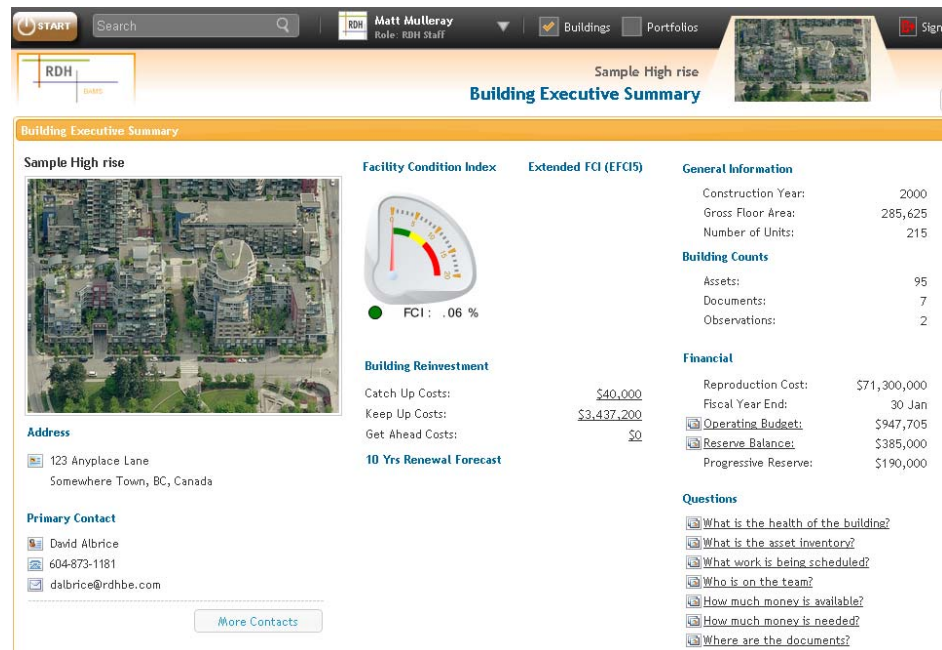 START
Search
RDH
Matt Mulleray
Role: RDH Staff
Buildings
Portfolios
Sign
RDH
BAMS
Sample High rise
Building Executive Summary
Building Executive Summary
Sample High rise
Address
123 Anyplace Lane
Somewhere Town, BC, Canada
Primary Contact
David Albrice
604-873-1181
dalbrice@rdhbe.com
More Contacts
Facility Condition Index
Extended FCI (EFCI5)
0
5
10
15
20
FCI: .06 %
Building Reinvestment
Catch Up Costs: $40,000
Keep Up Costs: $3,437,200
Get Ahead Costs: $0
10 Yrs Renewal Forecast
General Information
Construction Year: 2000
Gross Floor Area: 285,625
Number of Units: 215
Building Counts
Assets: 95
Documents: 7
Observations: 2
Financial
Reproduction Cost: $71,300,000
Fiscal Year End: 30 Jan
Operating Budget: $947,705
Reserve Balance: $385,000
Progressive Reserve: $190,000
Questions
What is the health of the building?
What is the asset inventory?
What work is being scheduled?
Who is on the team?
How much money is available?
How much money is needed?
Where are the documents?